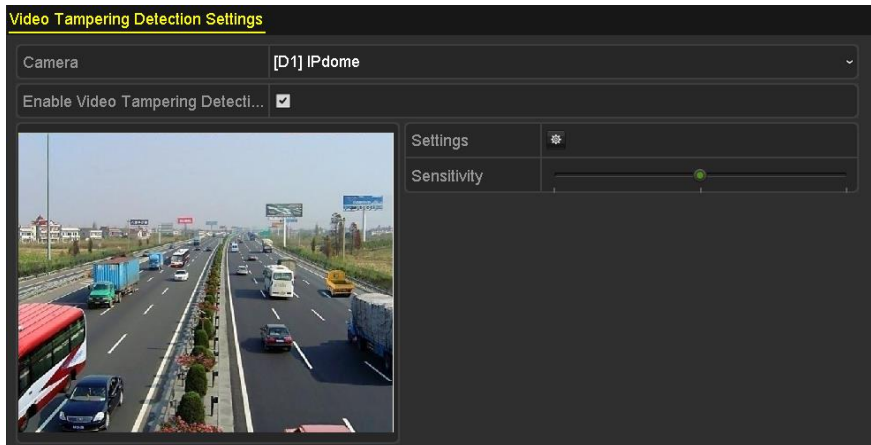 Video Tampering Detection Settings
Camera
[D1] IPdome
Enable Video Tampering Detecti...
Settings
Sensitivity